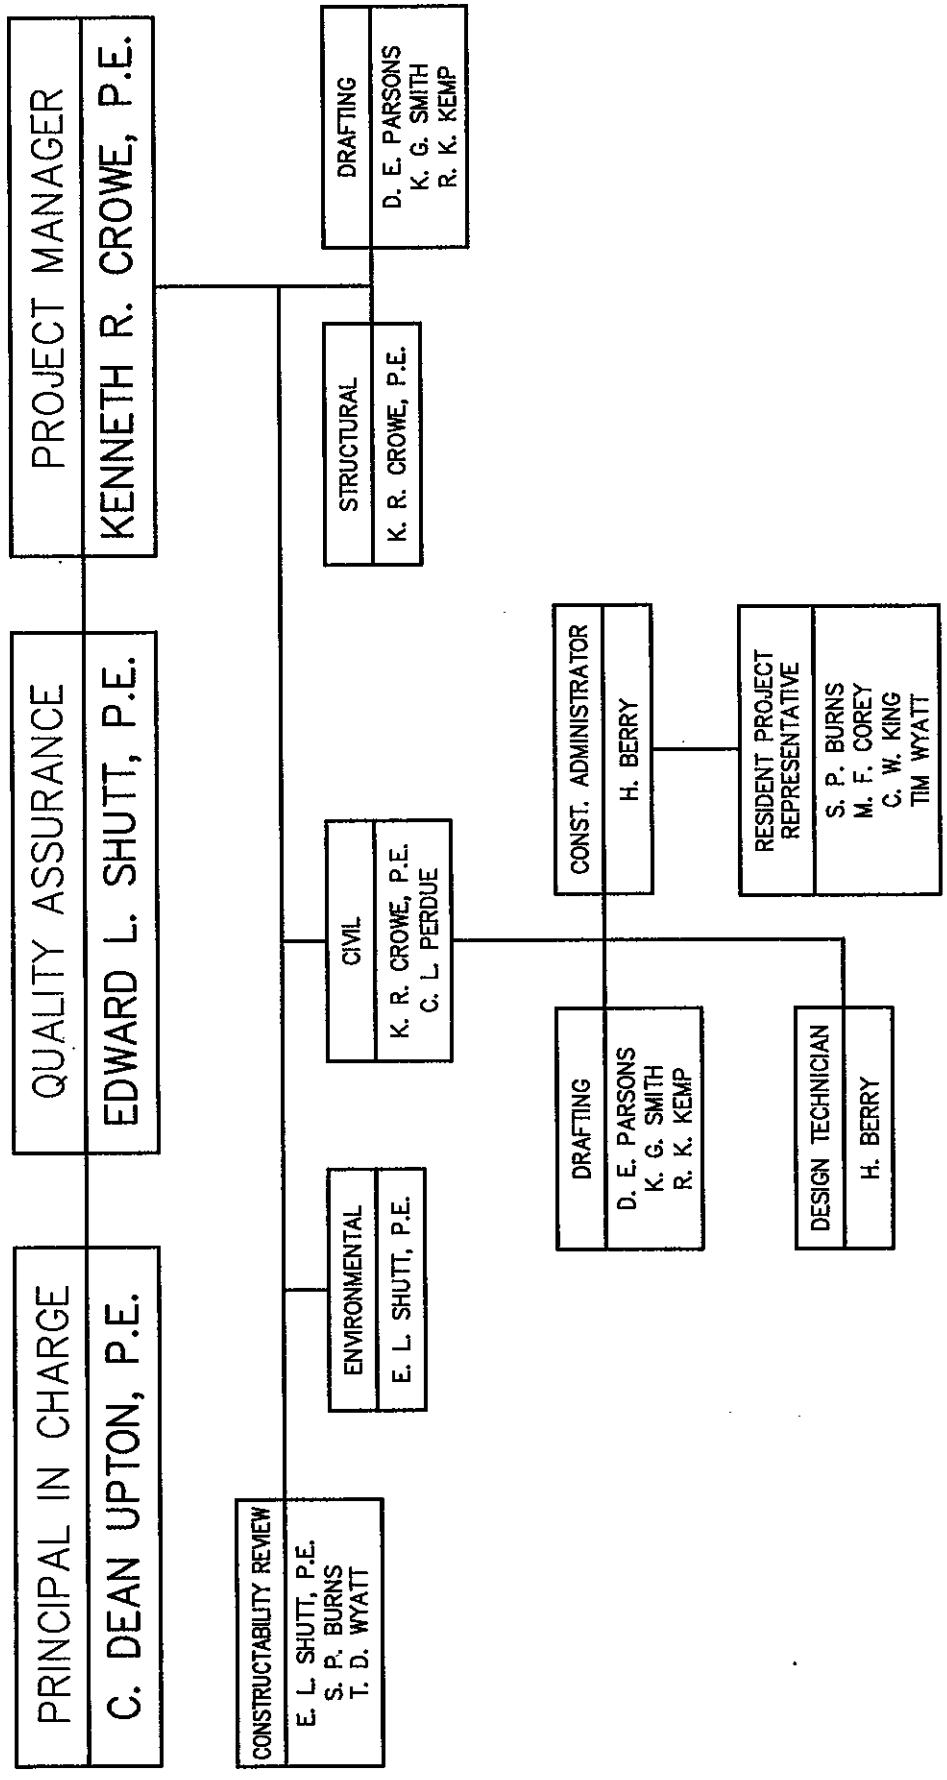 PRINCIPAL IN CHARGE
C. DEAN UPTON, P.E.
QUALITY ASSURANCE
EDWARD L. SHUTT, P.E.
PROJECT MANAGER
KENNETH R. CROWE, P.E.
CONSTRUCTABILITY REVIEW
E. L. SHUTT, P.E.
S. P. BURNS
T. D. WYATT
ENVIRONMENTAL
E. L. SHUTT, P.E.
CIVIL
K. R. CROWE, P.E.
C. L. PERDUE
STRUCTURAL
K. R. CROWE, P.E.
DRAFTING
D. E. PARSONS
K. G. SMITH
R. K. KEMP
DRAFTING
D. E. PARSONS
K. G. SMITH
R. K. KEMP
CONST. ADMINISTRATOR
H. BERRY
RESIDENT PROJECT
REPRESENTATIVE
S. P. BURNS
M. F. COREY
C. W. KING
TIM WYATT
DESIGN TECHNICIAN
H. BERRY